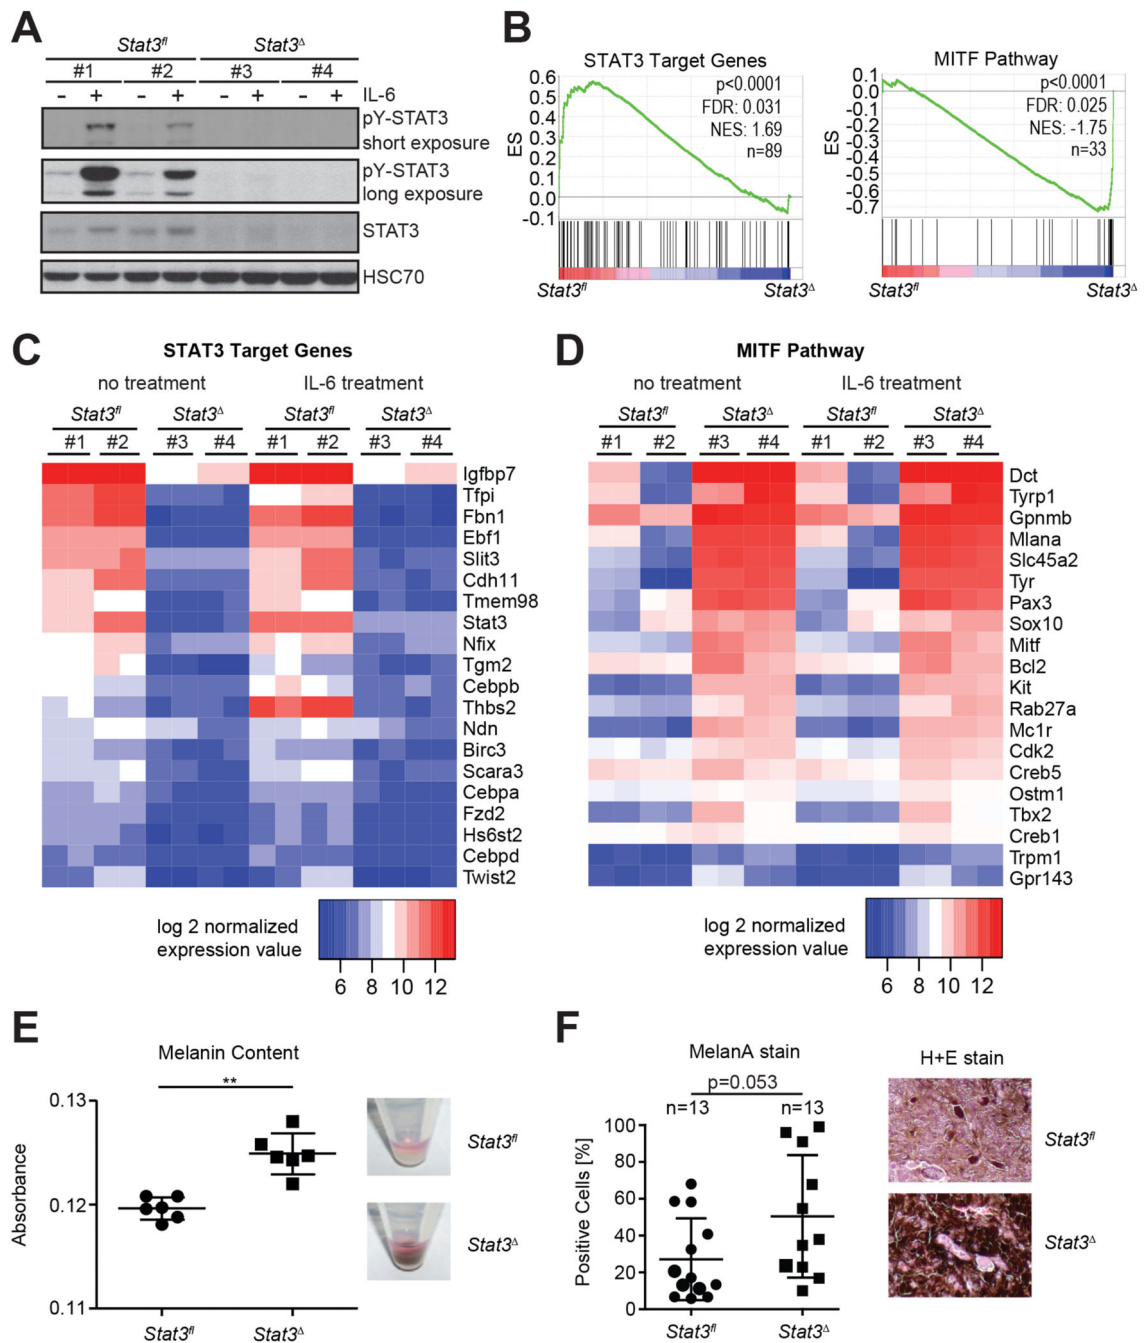 A
Stat3fl Stat3Δ
#1 #2 #3 #4
- + - + - + - + IL-6
pY-STAT3
short exposure
pY-STAT3
long exposure
STAT3
HSC70
B
STAT3 Target Genes
p<0.0001
FDR: 0.031
NES: 1.69
n=89
ES
0.6
0.5
0.4
0.3
0.2
0.1
0.0
-0.1
Stat3fl Stat3Δ
MITF Pathway
p<0.0001
FDR: 0.025
NES: -1.75
n=33
ES
0.1
0.0
-0.1
-0.2
-0.3
-0.4
-0.5
-0.6
-0.7
Stat3fl Stat3Δ
C
STAT3 Target Genes
no treatment IL-6 treatment
Stat3fl Stat3Δ Stat3fl Stat3Δ
#1 #2 #3 #4 #1 #2 #3 #4
Igfbp7
Tfpi
Fbn1
Ebf1
Slit3
Cdh11
Tmem98
Stat3
Nfix
Tgm2
Cebpb
Thbs2
Ndn
Birc3
Scara3
Cebpa
Fzd2
Hs6st2
Cebpd
Twist2
log 2 normalized
expression value
6 8 10 12
D
MITF Pathway
no treatment IL-6 treatment
Stat3fl Stat3Δ Stat3fl Stat3Δ
#1 #2 #3 #4 #1 #2 #3 #4
Dct
Tyrp1
Gpnmb
Mlana
Slc45a2
Tyr
Pax3
Sox10
Mitf
Bcl2
Kit
Rab27a
Mc1r
Cdk2
Creb5
Ostm1
Tbx2
Creb1
Trpm1
Gpr143
log 2 normalized
expression value
6 8 10 12
E
Melanin Content
**
0.13
0.12
0.11
Absorbance
Stat3fl Stat3Δ
Stat3fl
Stat3Δ
F
MelanA stain
p=0.053
n=13 n=13
100
80
60
40
20
0
Positive Cells [%]
Stat3fl Stat3Δ
H+E stain
Stat3fl
Stat3Δ